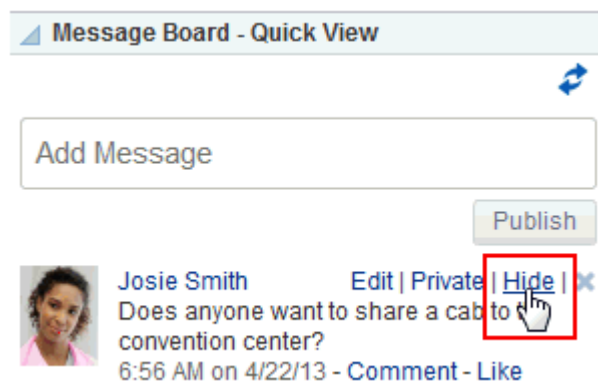 Message Board - Quick View
Add Message
Publish
Josie Smith Edit | Private | Hide |
Does anyone want to share a cab to
convention center?
6:56 AM on 4/22/13 - Comment - Like